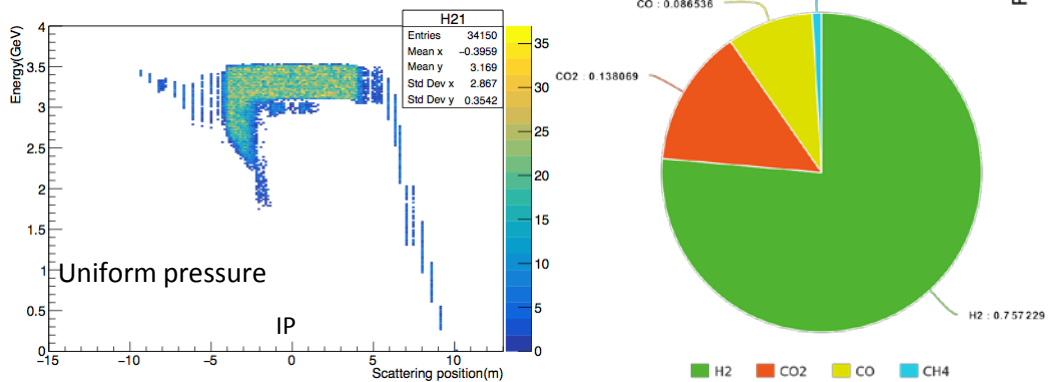 H21
Entries 34150
Mean x −0.3959
Mean y 3.169
Std Dev x 2.867
Std Dev y 0.3542
Energy(GeV)
4
3.5
3
2.5
2
1.5
1
0.5
0
Uniform pressure
IP
−15
−10
−5
0
5
10
Scattering position(m)
35
30
25
20
15
10
5
0
CO : 0.086536
CO2 : 0.138069
H2 : 0.757229
H2
CO2
CO
CH4